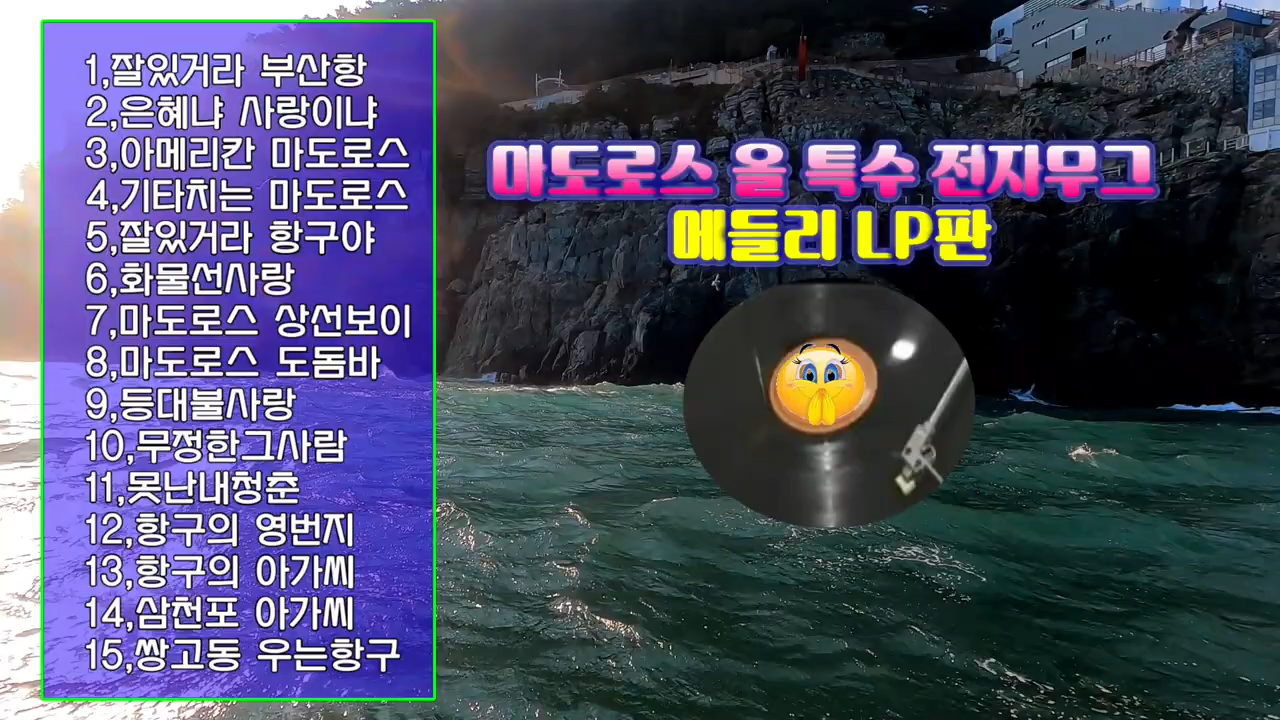 1,잘있거라 부산항
2,은혜냐 사랑이냐
3,아메리칸 마도로스
4,기타치는 마도로스
5,잘있거라 항구야
6,화물선사랑
7,마도로스 상선보이
8,마도로스 도돔바
9,등대불사랑
10,무정한그사람
11,못난내청춘
12,항구의 영번지
13,항구의 아가씨
14,삼천포 아가씨
15,쌍고동 우는항구
마도로스 올 특수 전자무그
메들리 LP판